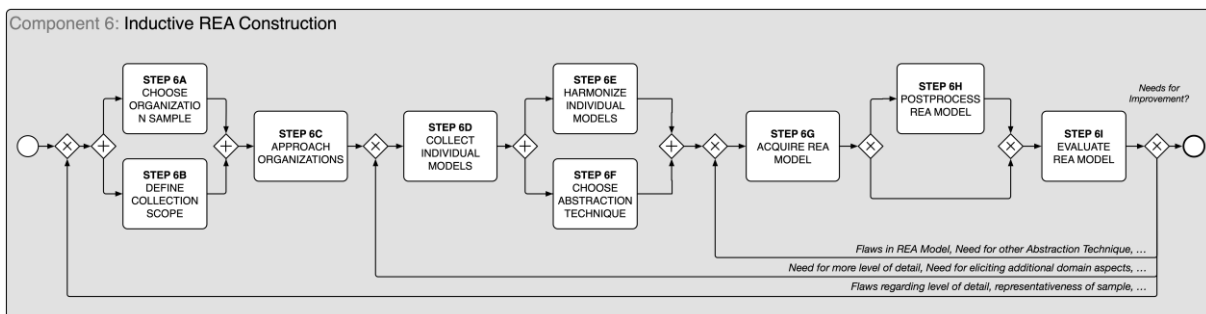 Component 6: Inductive REA Construction
STEP 6A
CHOOSE
ORGANIZATIO
N SAMPLE
STEP 6B
DEFINE
COLLECTION
SCOPE
STEP 6C
APPROACH
ORGANIZATIONS
STEP 6D
COLLECT
INDIVIDUAL
MODELS
STEP 6E
HARMONIZE
INDIVIDUAL
MODELS
STEP 6F
CHOOSE
ABSTRACTION
TECHNIQUE
STEP 6G
ACQUIRE REA
MODEL
STEP 6H
POSTPROCESS
REA MODEL
STEP 6I
EVALUATE
REA MODEL
Needs for
Improvement?
Flaws in REA Model, Need for other Abstraction Technique, ...
Need for more level of detail, Need for eliciting additional domain aspects, ...
Flaws regarding level of detail, representativeness of sample, ...